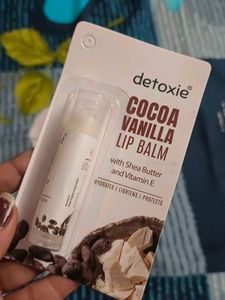 detoxie®
COCOA
VANILLA
LIP BALM
with Shea Butter
and Vitamin E
HYDRATES | LIGHTENS | PROTECTS